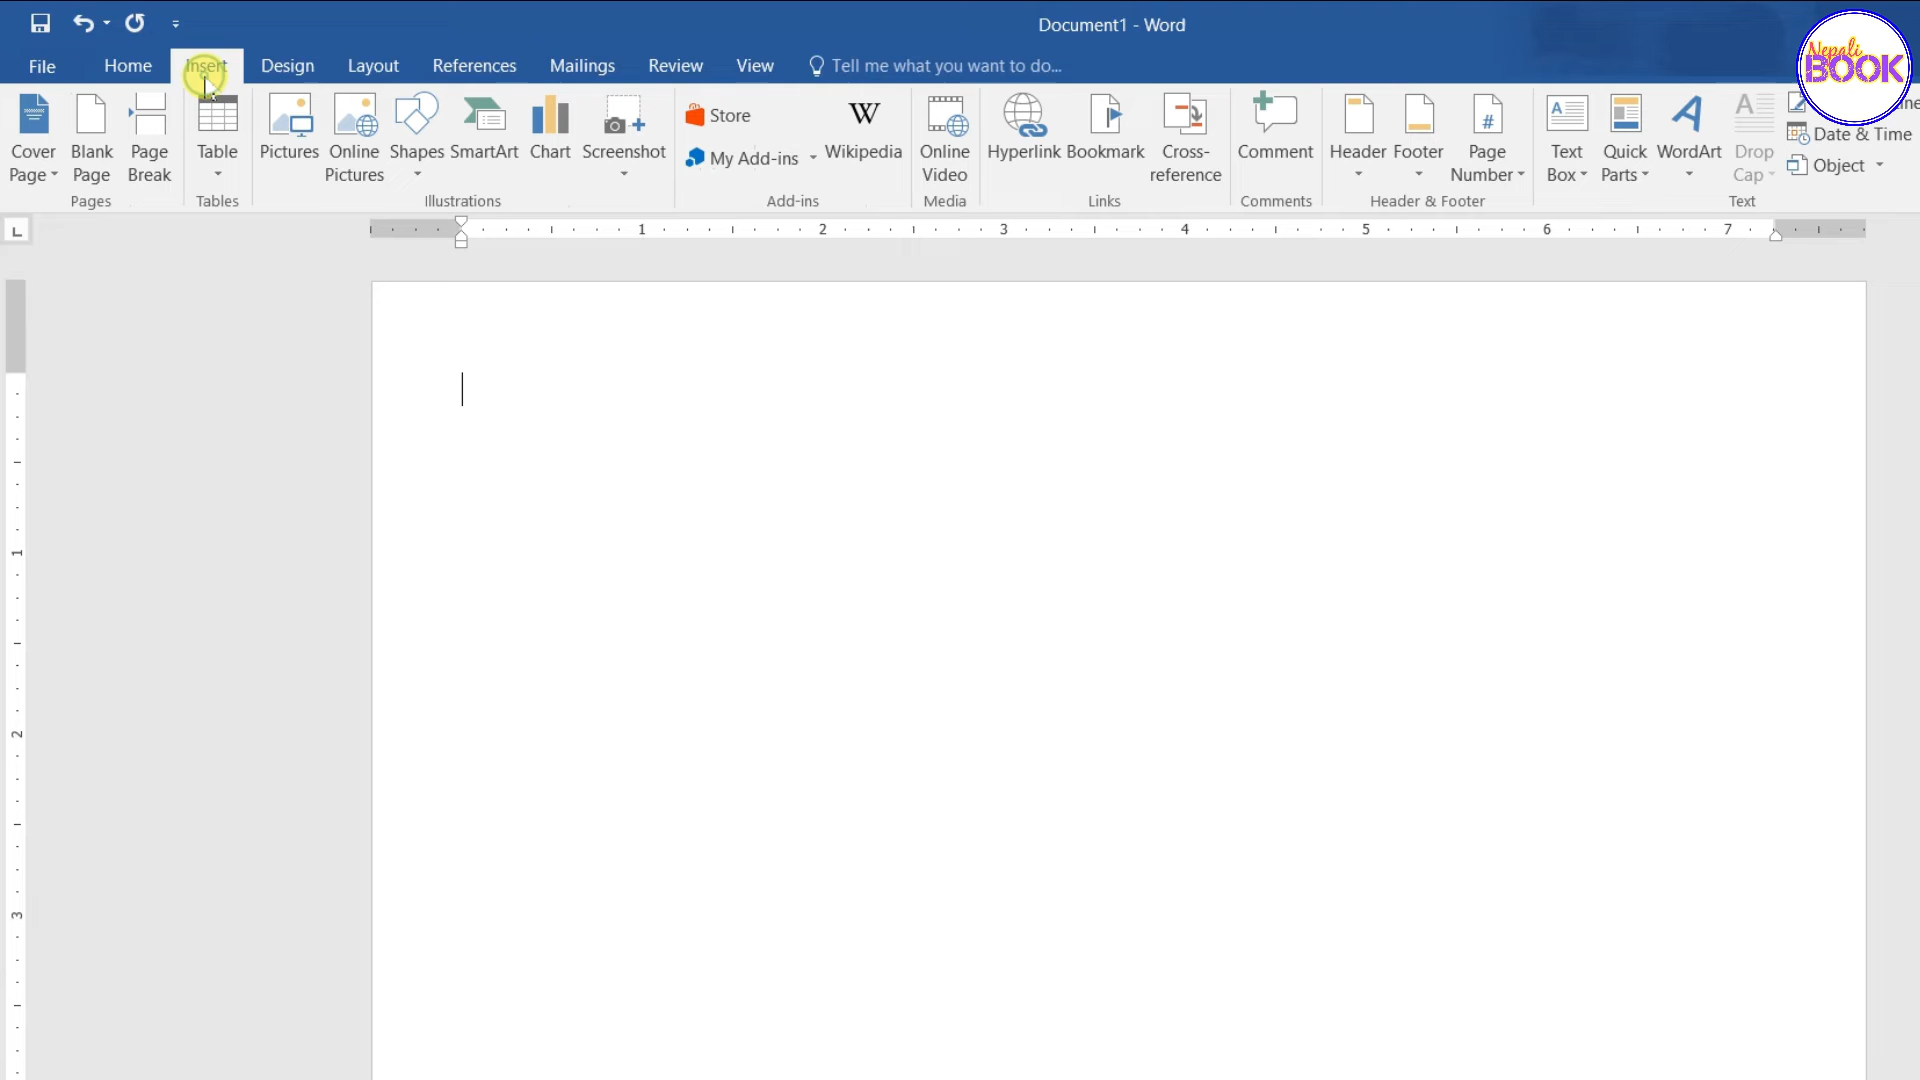 Document1 - Word
Nepali
BOOK
File Home Insert Design Layout References Mailings Review View Tell me what you want to do...
Cover Page
Blank Page
Page Break
Pages
Table
Tables
Pictures
Online Pictures
Shapes
SmartArt
Chart
Screenshot
Illustrations
Store
My Add-ins
W
Wikipedia
Add-ins
Online Video
Media
Hyperlink
Bookmark
Cross-reference
Links
Comment
Comments
Header
Footer
#
Page Number
Header & Footer
A
Text Box
Quick Parts
A
WordArt
A
Drop Cap
Date & Time
Object
Text
L
1 2 3 4 5 6 7
1
2
3